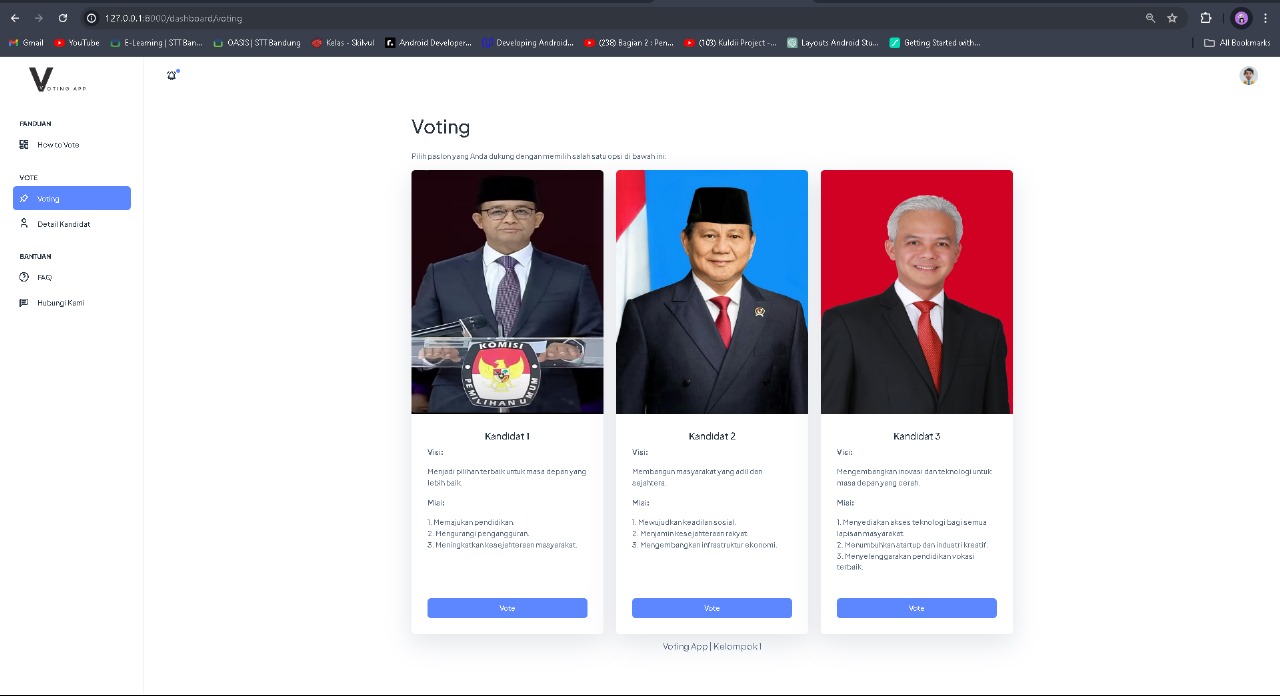 127.0.0.1:8000/dashboard/voting
Gmail
YouTube
E-Learning | STT Ban...
OASIS | STT Bandung
Kelas - Skilvul
Android Developer...
Developing Android...
(238) Bagian 2 : Pen...
(103) Kuldii Project -...
Layouts Android Stu...
Getting Started with...
All Bookmarks
VOTING APP
PANDUAN
How to Vote
VOTE
Voting
Detail Kandidat
BANTUAN
FAQ
Hubungi Kami
Voting
Pilih paslon yang Anda dukung dengan memilih salah satu opsi di bawah ini:
KOMISI
PEMILIHAN UMUM
Kandidat 1
Visi:
Menjadi pilihan terbaik untuk masa depan yang
lebih baik.
Misi:
1. Memajukan pendidikan.
2. Mengurangi pengangguran.
3. Meningkatkan kesejahteraan masyarakat.
Vote
Kandidat 2
Visi:
Membangun masyarakat yang adil dan
sejahtera.
Misi:
1. Mewujudkan keadilan sosial.
2. Menjamin kesejahteraan rakyat.
3. Mengembangkan infrastruktur ekonomi.
Vote
Kandidat 3
Visi:
Mengembangkan inovasi dan teknologi untuk
masa depan yang cerah.
Misi:
1. Menyediakan akses teknologi bagi semua
lapisan masyarakat.
2. Menumbuhkan startup dan industri kreatif.
3. Menyelenggarakan pendidikan vokasi
terbaik.
Vote
Voting App | Kelompok 1